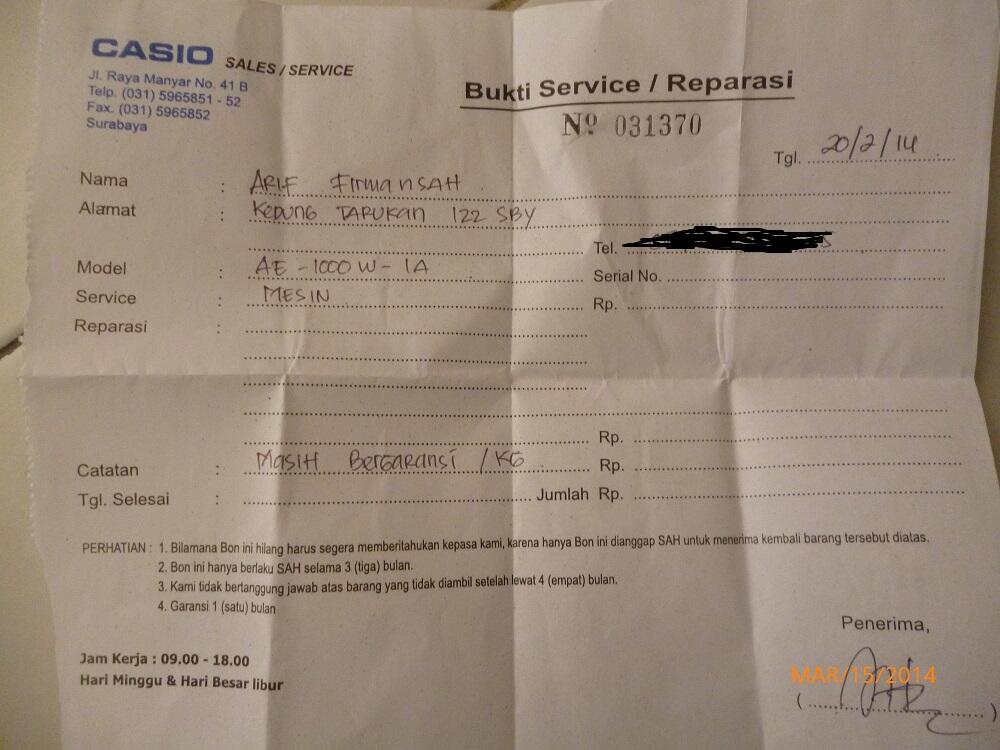 CASIO SALES / SERVICE
Jl. Raya Manyar No. 41 B
Telp. (031) 5965851 - 52
Fax. (031) 5965852
Surabaya
Bukti Service / Reparasi
Nº 031370
Tgl. 20/2/14
Nama : ARIF FIRMANSAH
Alamat : KEDUNG TARUKAN 122 SBY
Tel.
Model : AE-1000W-1A
Serial No.
Service : MESIN
Rp.
Reparasi :
Rp.
Catatan : MASIH BERGARANSI / KG
Rp.
Tgl. Selesai : Jumlah Rp.
PERHATIAN : 1. Bilamana Bon ini hilang harus segera memberitahukan kepasa kami, karena hanya Bon ini dianggap SAH untuk menerima kembali barang tersebut diatas.
2. Bon ini hanya berlaku SAH selama 3 (tiga) bulan.
3. Kami tidak bertanggung jawab atas barang yang tidak diambil setelah lewat 4 (empat) bulan.
4. Garansi 1 (satu) bulan
Penerima,
Jam Kerja : 09.00 - 18.00
Hari Minggu & Hari Besar libur
MAR/15/2014